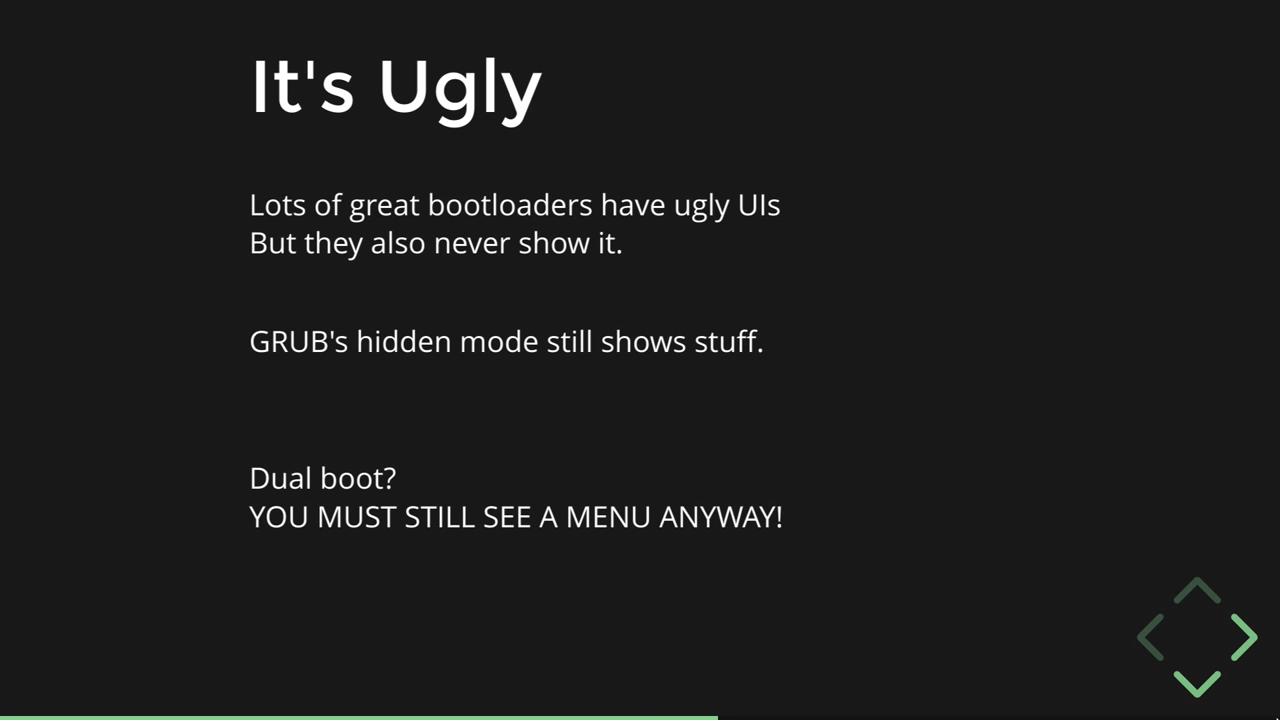 It's Ugly
Lots of great bootloaders have ugly UIs
But they also never show it.
GRUB's hidden mode still shows stuff.
Dual boot?
YOU MUST STILL SEE A MENU ANYWAY!